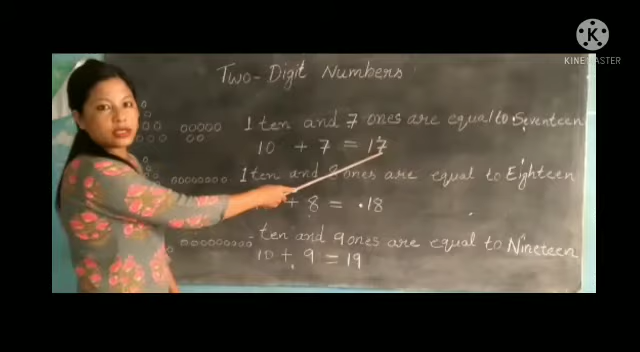 KINEMASTER
Two-Digit Numbers
1 ten and 7 ones are equal to Seventeen
10 + 7 = 17
1 ten and 8 ones are equal to Eighteen
+ 8 = 18
ten and 9 ones are equal to Nineteen
10 + 9 = 19